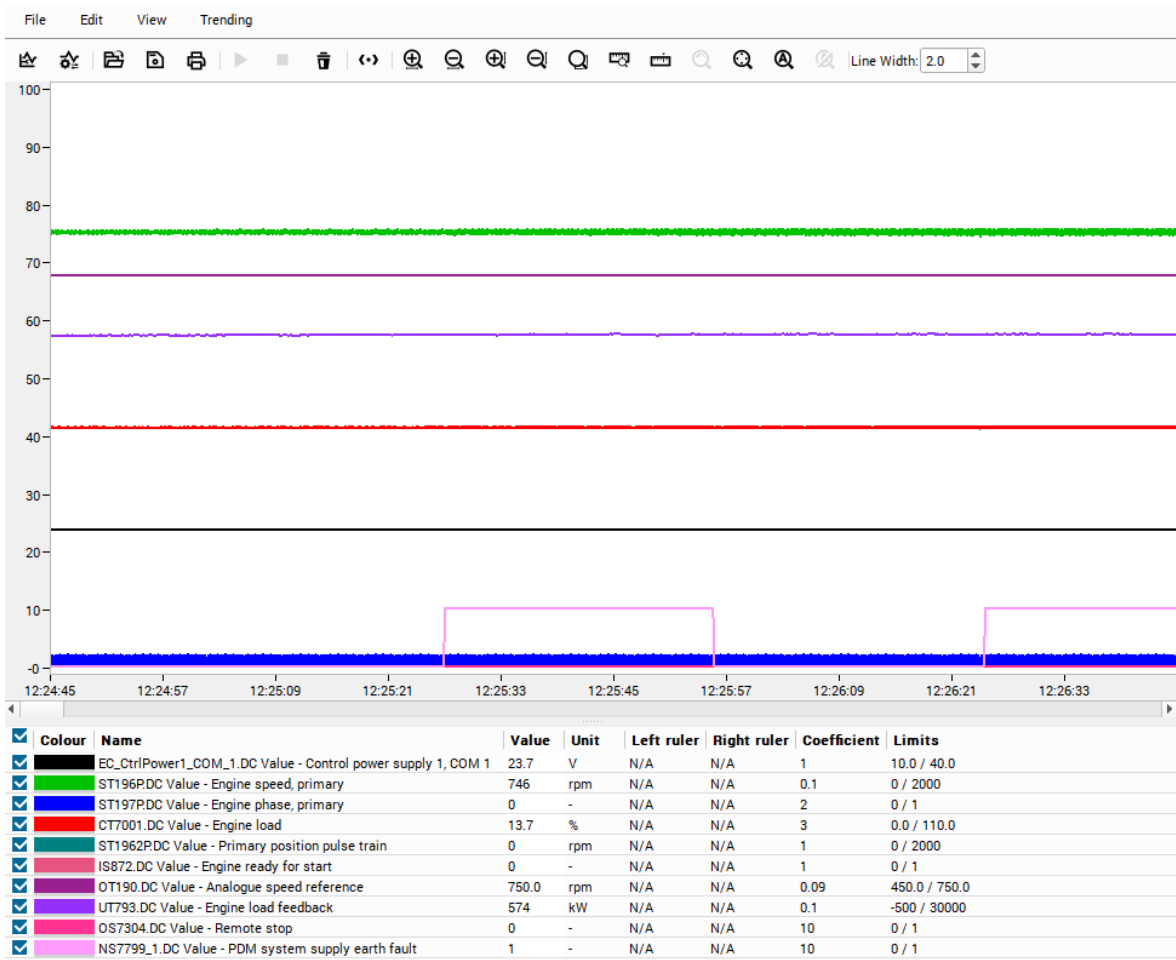 File Edit View Trending
Line Width: 2.0
100
90
80
70
60
50
40
30
20
10
-0
12:24:45 12:24:57 12:25:09 12:25:21 12:25:33 12:25:45 12:25:57 12:26:09 12:26:21 12:26:33
Colour Name Value Unit Left ruler Right ruler Coefficient Limits
EC_CtrlPower1_COM_1.DC Value - Control power supply 1, COM 1 23.7 V N/A N/A 1 10.0 / 40.0
ST196P.DC Value - Engine speed, primary 746 rpm N/A N/A 0.1 0 / 2000
ST197P.DC Value - Engine phase, primary 0 - N/A N/A 2 0 / 1
CT7001.DC Value - Engine load 13.7 % N/A N/A 3 0.0 / 110.0
ST1962P.DC Value - Primary position pulse train 0 rpm N/A N/A 1 0 / 2000
IS872.DC Value - Engine ready for start 0 - N/A N/A 1 0 / 1
OT190.DC Value - Analogue speed reference 750.0 rpm N/A N/A 0.09 450.0 / 750.0
UT793.DC Value - Engine load feedback 574 kW N/A N/A 0.1 -500 / 30000
OS7304.DC Value - Remote stop 0 - N/A N/A 10 0 / 1
NS7799_1.DC Value - PDM system supply earth fault 1 - N/A N/A 10 0 / 1